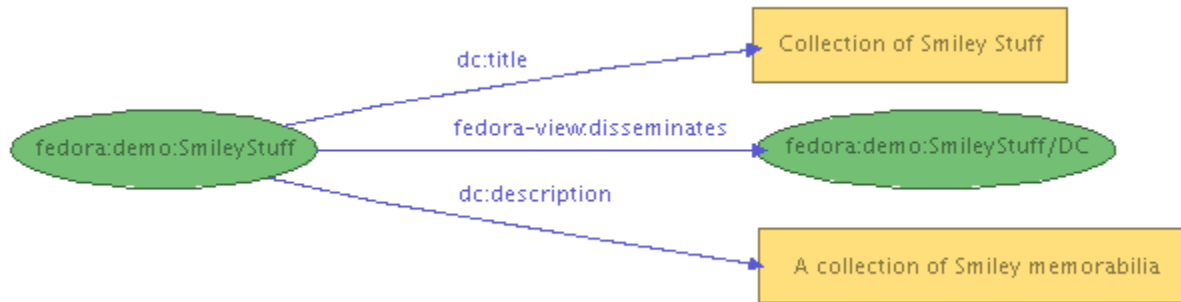 Collection of Smiley Stuff
dc:title
fedora-view:disseminates
fedora:demo:SmileyStuff
fedora:demo:SmileyStuff/DC
dc:description
A collection of Smiley memorabilia